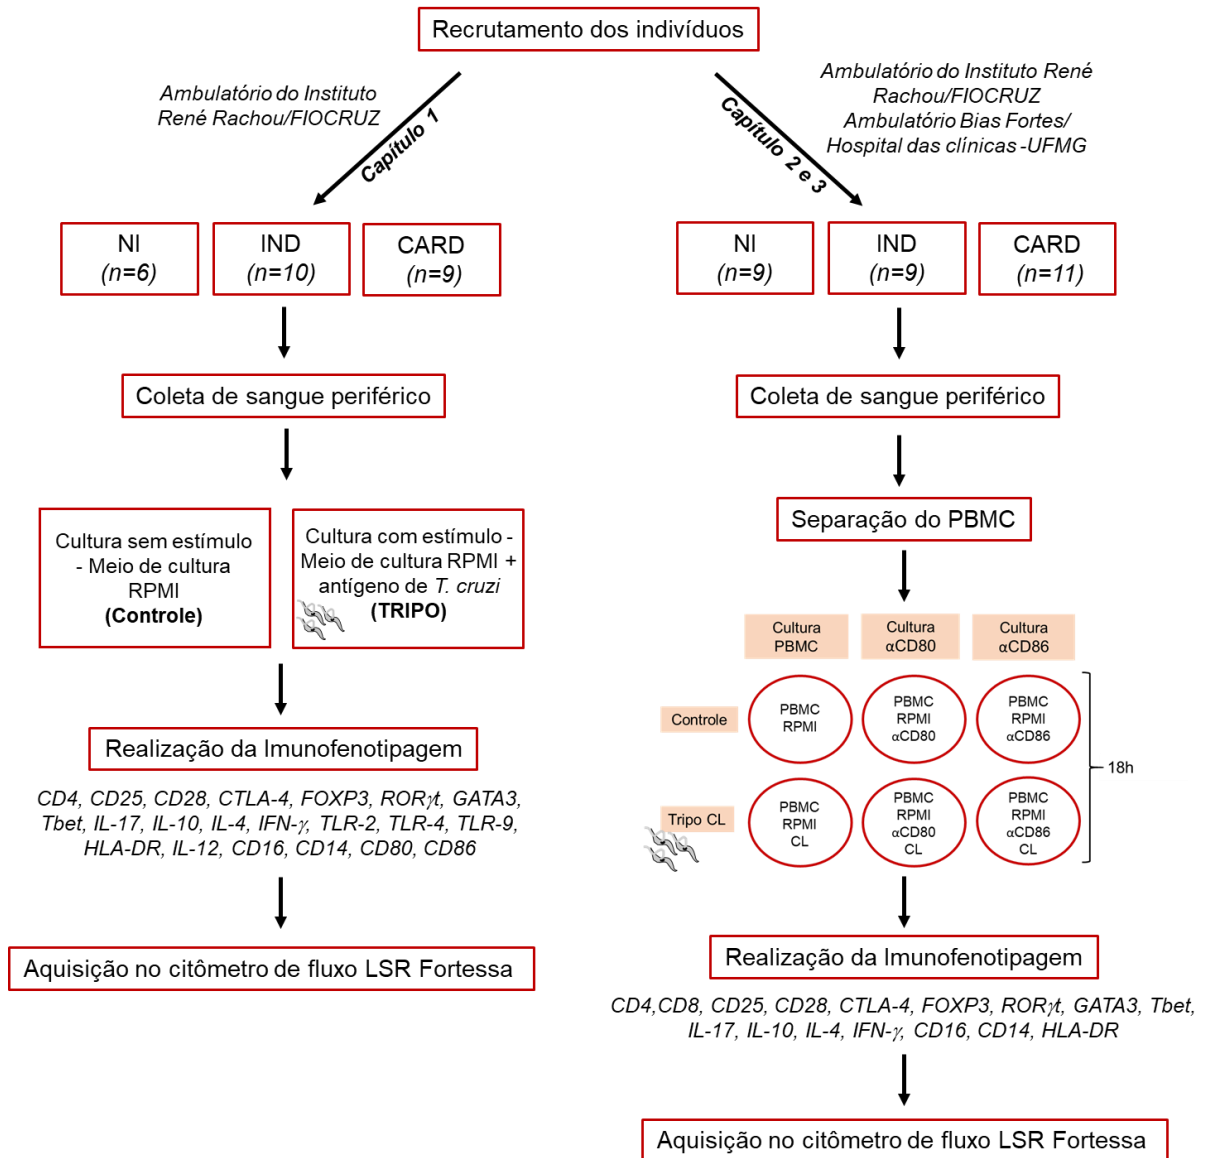 Recrutamento dos indivíduos
Ambulatório do Instituto
René Rachou/FIOCRUZ
Capítulo 1
NI
(n=6)
IND
(n=10)
CARD
(n=9)
Coleta de sangue periférico
Cultura sem estímulo
- Meio de cultura
RPMI
(Controle)
Cultura com estímulo -
Meio de cultura RPMI +
antígeno de T. cruzi
(TRIPO)
Realização da Imunofenotipagem
CD4, CD25, CD28, CTLA-4, FOXP3, RORγt, GATA3,
Tbet, IL-17, IL-10, IL-4, IFN-γ, TLR-2, TLR-4, TLR-9,
HLA-DR, IL-12, CD16, CD14, CD80, CD86
Aquisição no citômetro de fluxo LSR Fortessa
Ambulatório do Instituto René
Rachou/FIOCRUZ
Ambulatório Bias Fortes/
Hospital das clínicas -UFMG
Capítulo 2 e 3
NI
(n=9)
IND
(n=9)
CARD
(n=11)
Coleta de sangue periférico
Separação do PBMC
Cultura
PBMC
Cultura
αCD80
Cultura
αCD86
Controle
PBMC
RPMI
PBMC
RPMI
αCD80
PBMC
RPMI
αCD86
18h
Tripo CL
PBMC
RPMI
CL
PBMC
RPMI
αCD80
CL
PBMC
RPMI
αCD86
CL
Realização da Imunofenotipagem
CD4,CD8, CD25, CD28, CTLA-4, FOXP3, RORγt, GATA3, Tbet,
IL-17, IL-10, IL-4, IFN-γ, CD16, CD14, HLA-DR
Aquisição no citômetro de fluxo LSR Fortessa